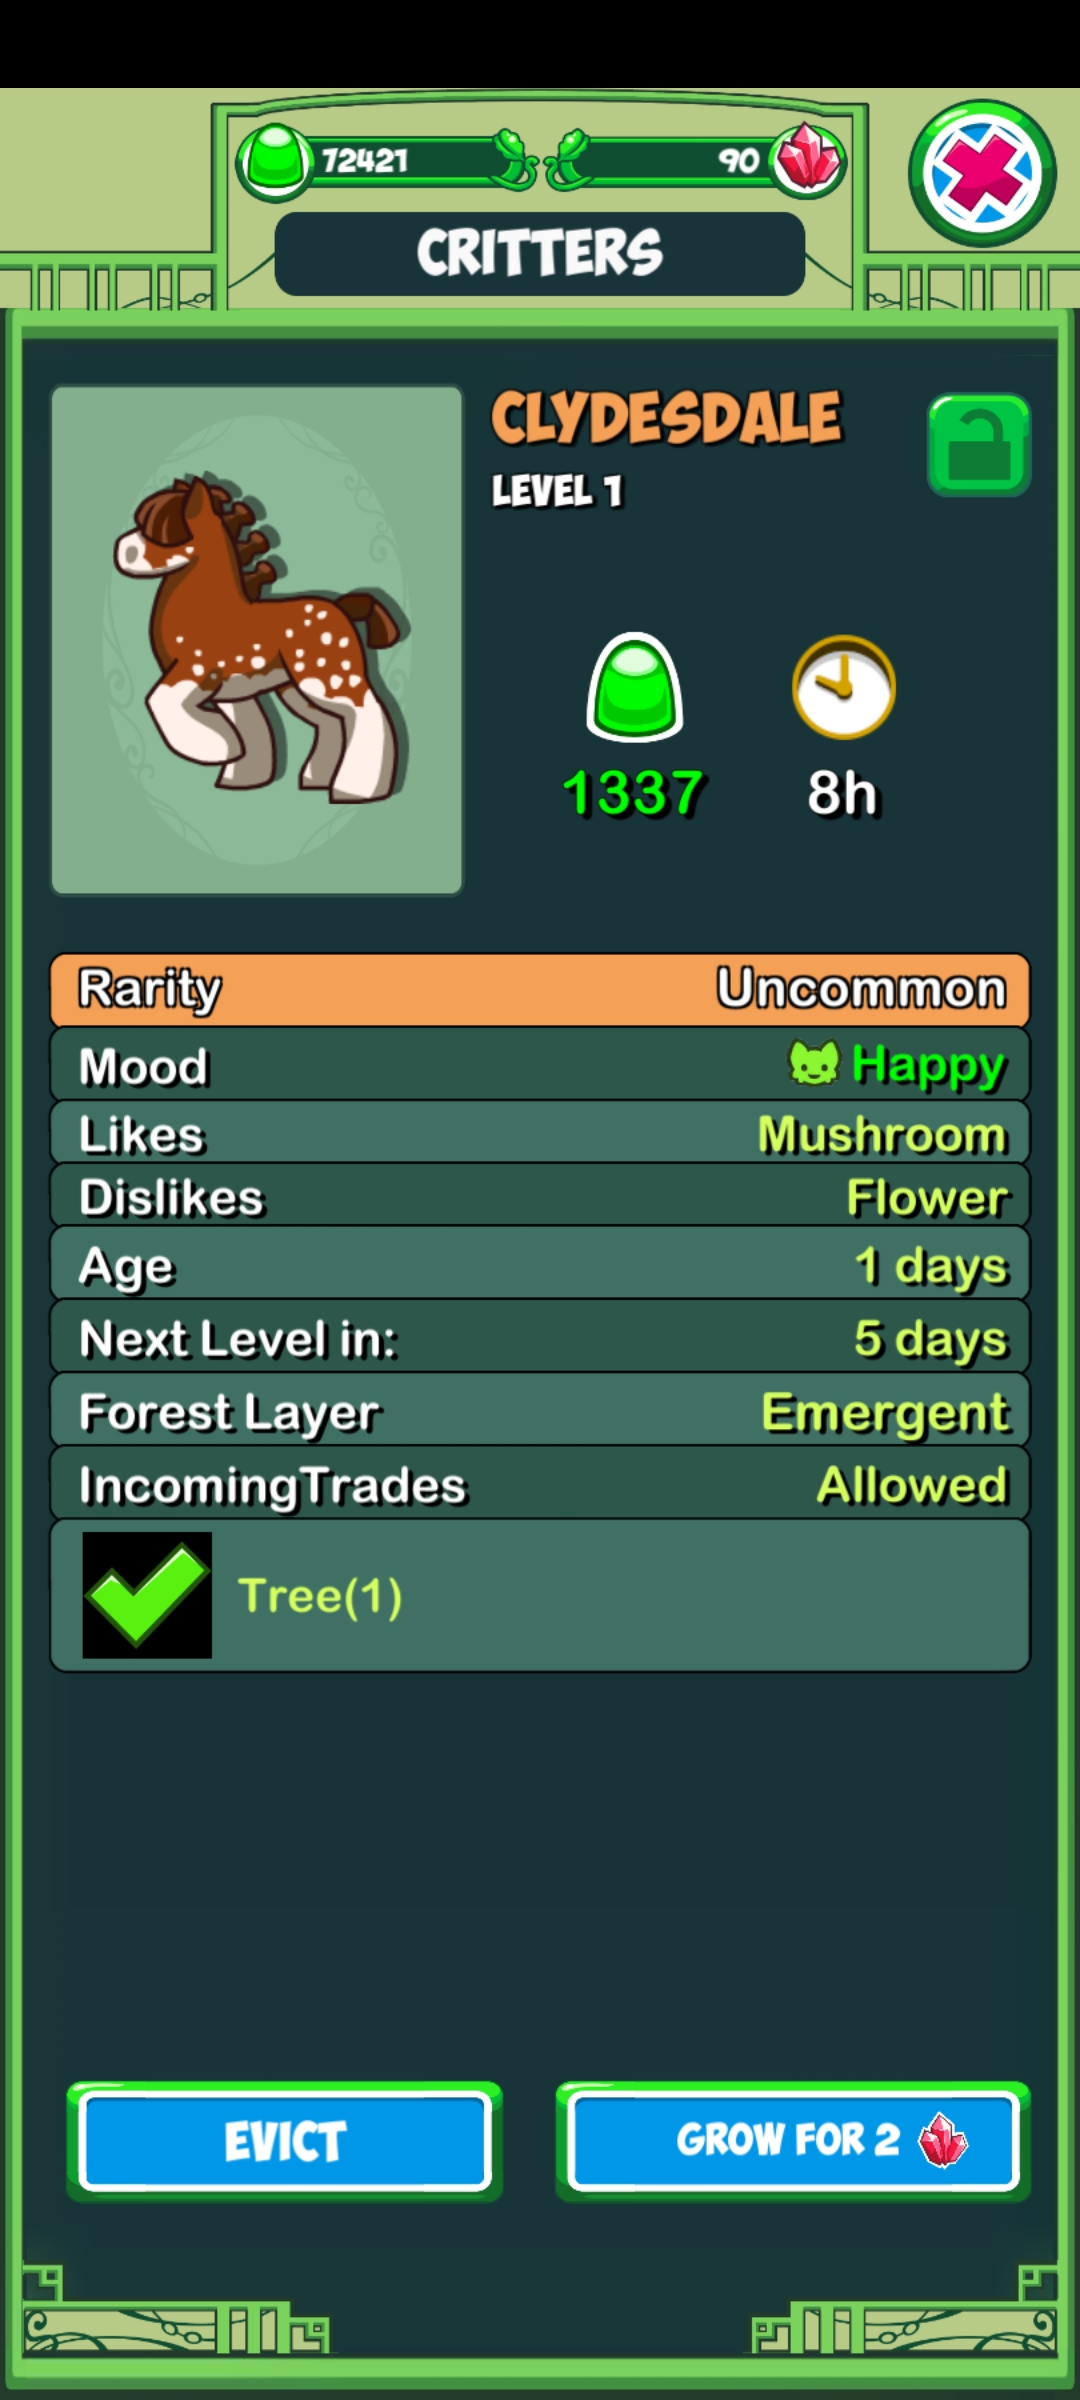 72421
90
CRITTERS
CLYDESDALE
LEVEL 1
1337
8h
Rarity Uncommon
Mood Happy
Likes Mushroom
Dislikes Flower
Age 1 days
Next Level in: 5 days
Forest Layer Emergent
IncomingTrades Allowed
Tree(1)
EVICT
GROW FOR 2